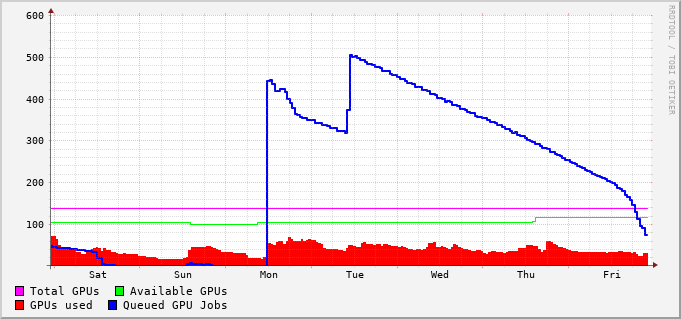 600
500
400
300
200
100
Sat Sun Mon Tue Wed Thu Fri
Total GPUs Available GPUs
GPUs used Queued GPU Jobs
RRDTOOL / TOBI OETIKER